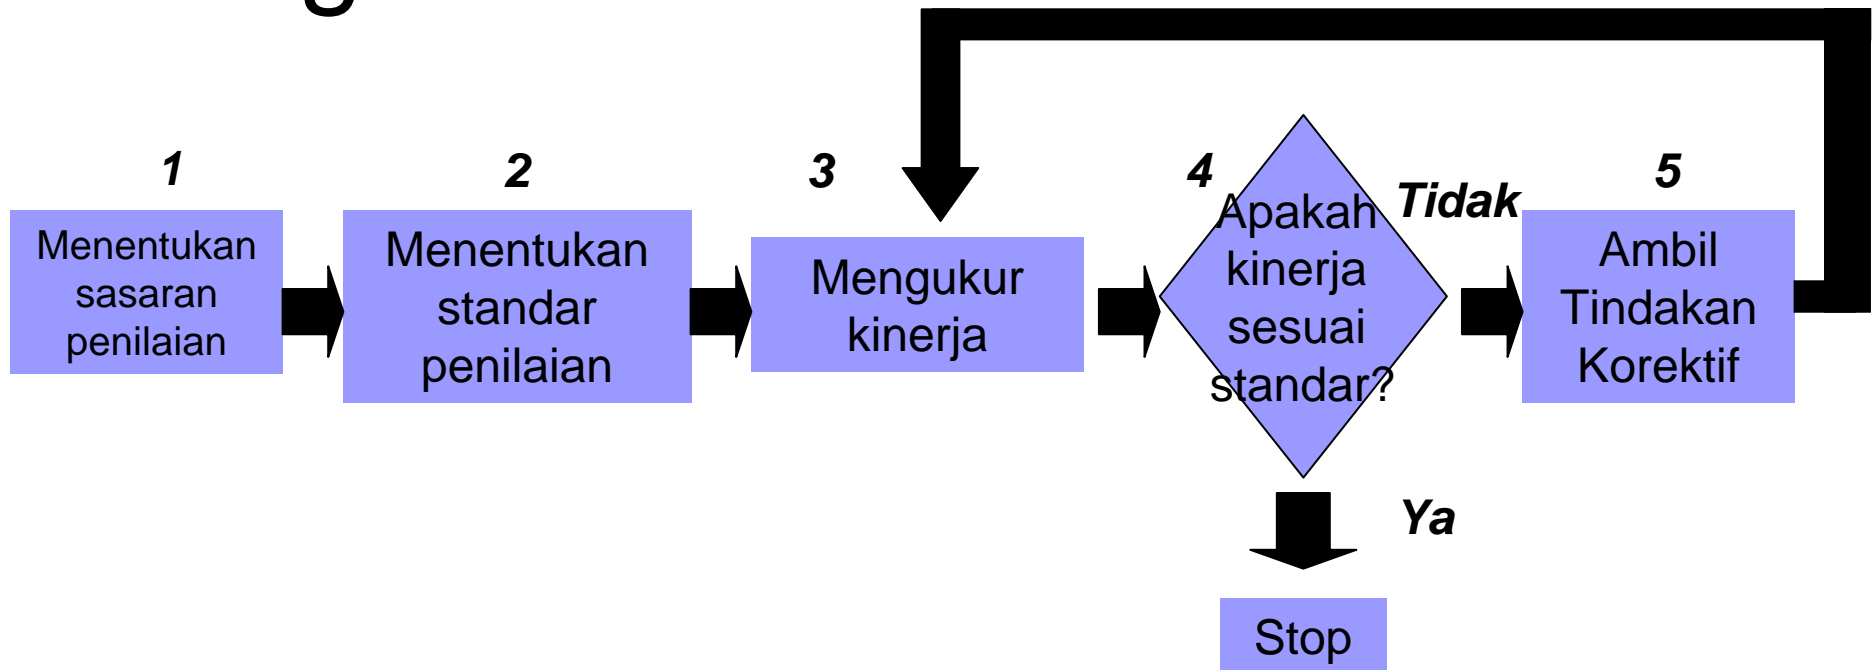 1
Menentukan
sasaran
penilaian
2
Menentukan
standar
penilaian
3
Mengukur
kinerja
4
Apakah
kinerja
sesuai
standar?
Tidak
5
Ambil
Tindakan
Korektif
Ya
Stop